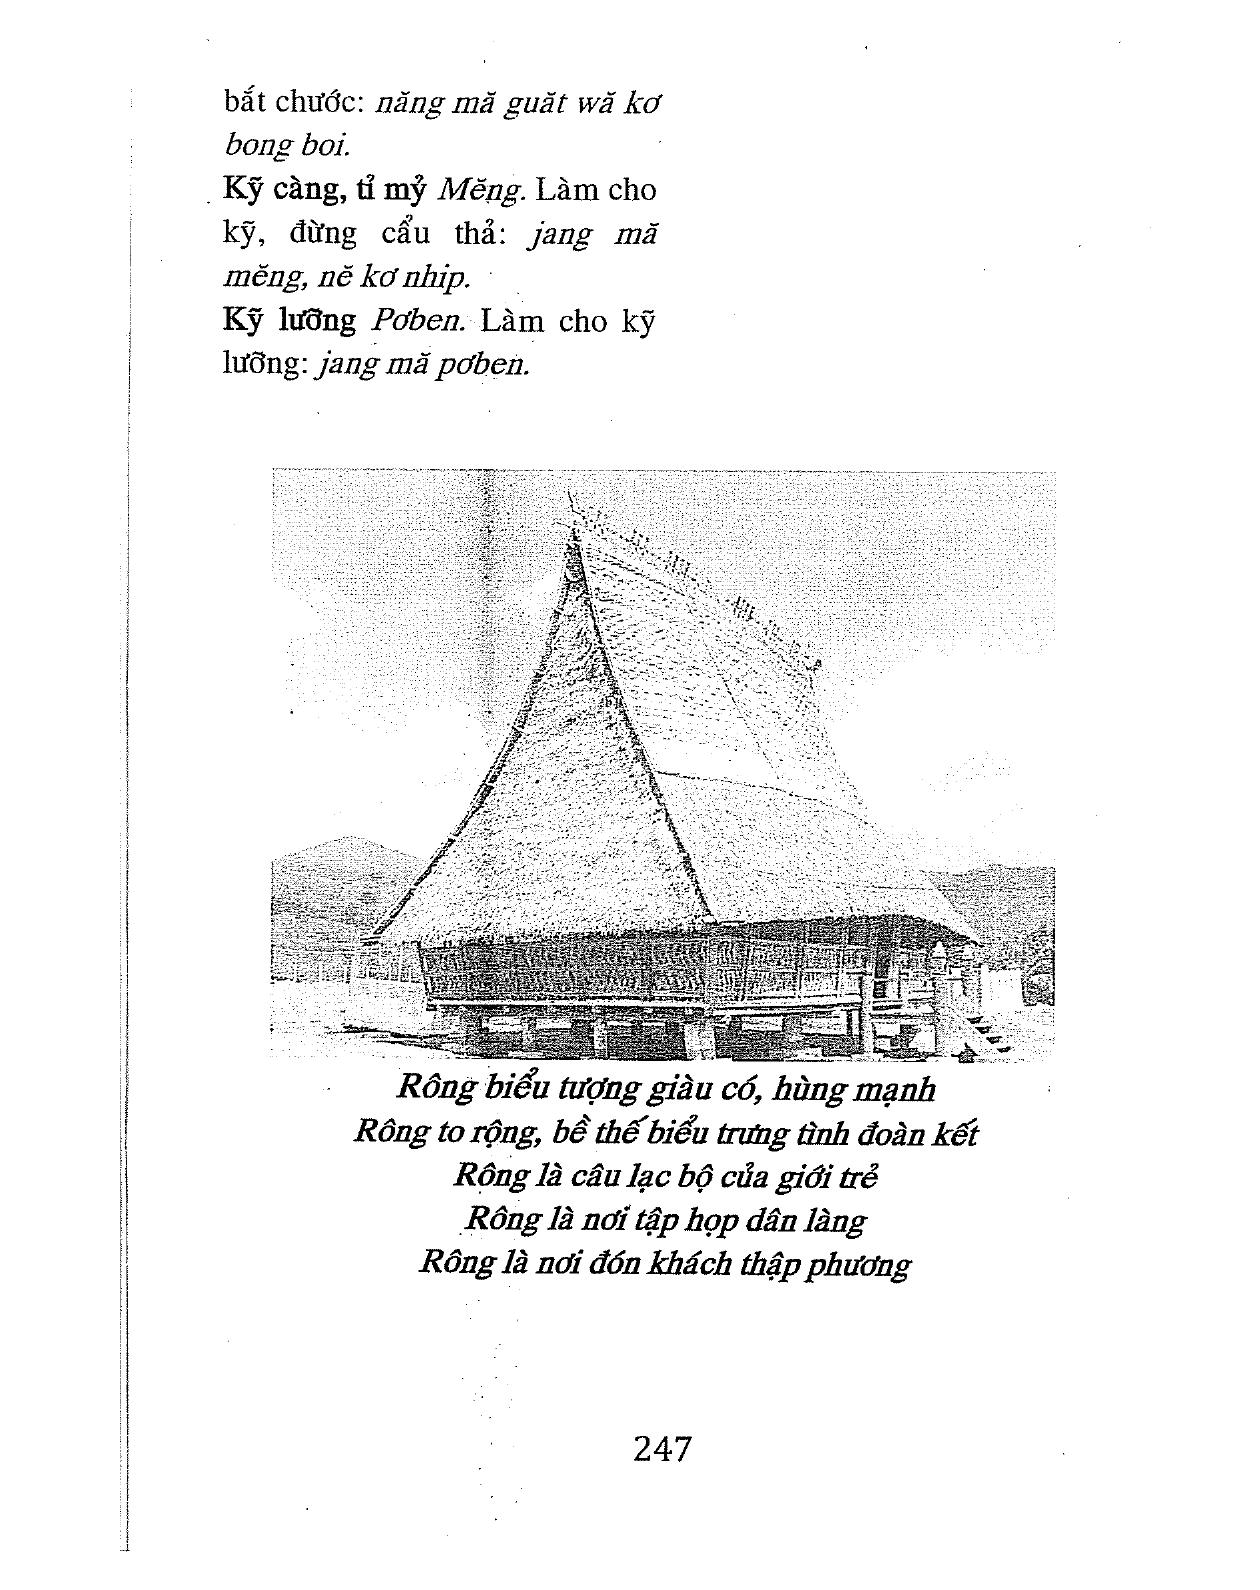 bắt chước: năng mă guăt wă kơ
bong boi.
Kỹ càng, tỉ mỷ Mĕng. Làm cho
kỹ, đừng cẩu thả: jang mă
mĕng, nĕ kơ nhip.
Kỹ lưỡng Pơben. Làm cho kỹ
lưỡng: jang mă pơben.
Rông biểu tượng giàu có, hùng mạnh
Rông to rộng, bề thế biểu trưng tình đoàn kết
Rông là câu lạc bộ của giới trẻ
Rông là nơi tập họp dân làng
Rông là nơi đón khách thập phương
247